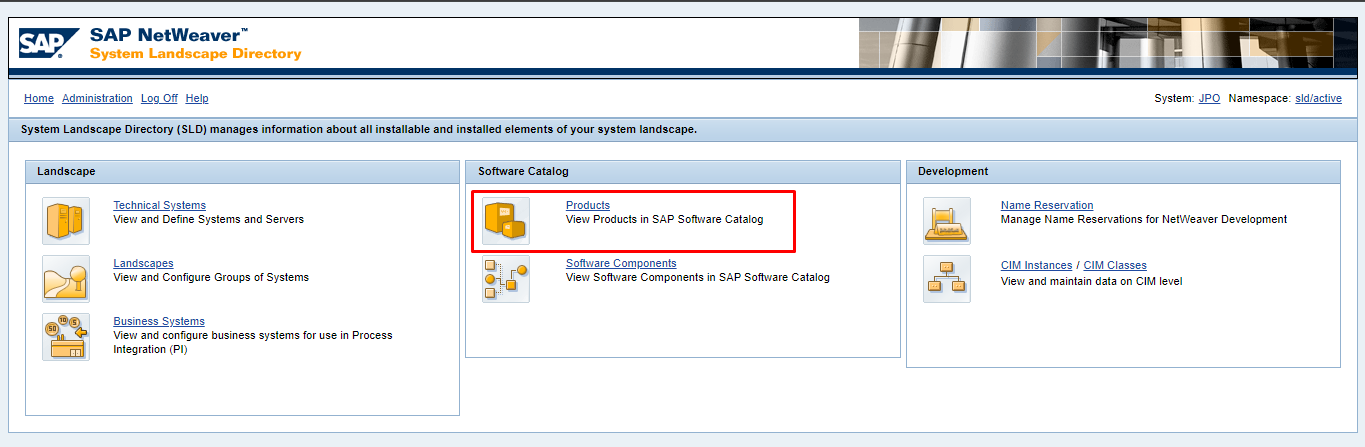 SAP
SAP NetWeaver™
System Landscape Directory
Home Administration Log Off Help
System: JPO Namespace: sld/active
System Landscape Directory (SLD) manages information about all installable and installed elements of your system landscape.
Landscape
Technical Systems
View and Define Systems and Servers
Landscapes
View and Configure Groups of Systems
50 10 5
Business Systems
View and configure business systems for use in Process
Integration (PI)
Software Catalog
Products
View Products in SAP Software Catalog
Software Components
View Software Components in SAP Software Catalog
Development
Name Reservation
Manage Name Reservations for NetWeaver Development
CIM Instances / CIM Classes
View and maintain data on CIM level